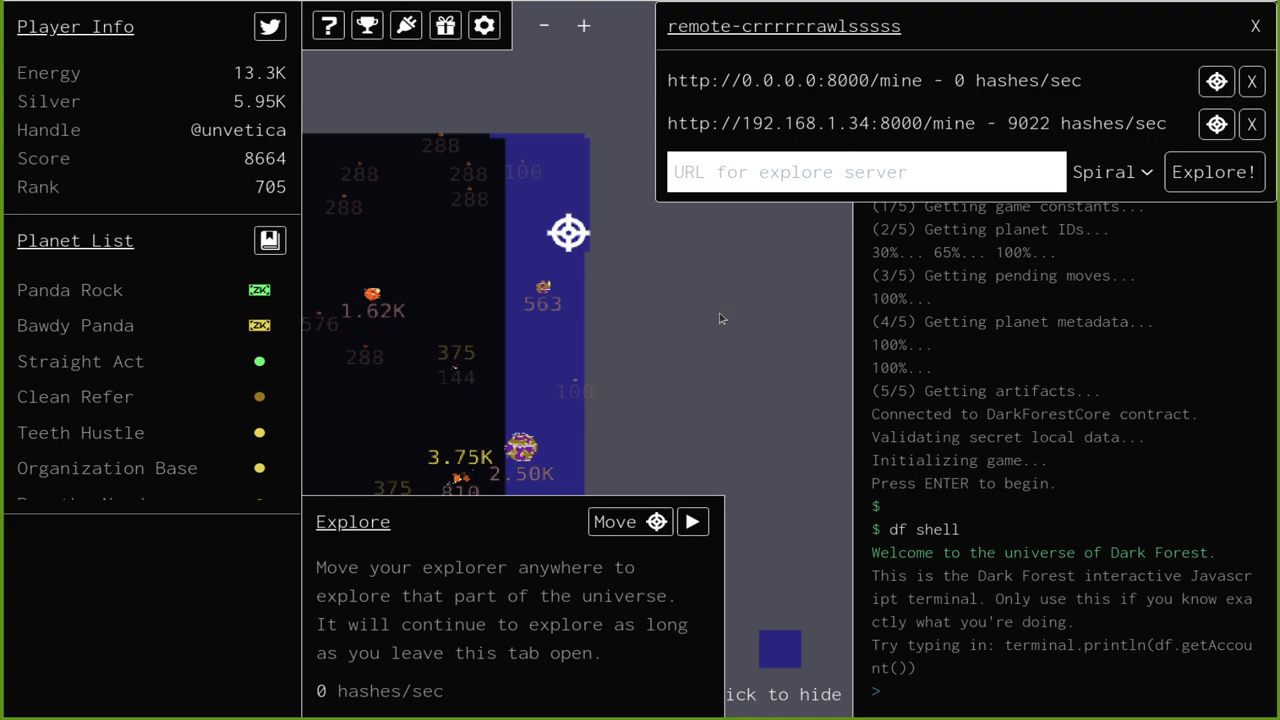 Player Info
Energy 13.3K
Silver 5.95K
Handle @unvetica
Score 8664
Rank 705
Planet List
Panda Rock ZK
Bawdy Panda ZK
Straight Act
Clean Refer
Teeth Hustle
Organization Base
?
- +
288
288 288 100
288 288
1.62K 563
576
288 375
144 100
3.75K 2.50K
375 810
Explore
Move
Move your explorer anywhere to
explore that part of the universe.
It will continue to explore as long
as you leave this tab open.
0 hashes/sec
ick to hide
remote-crrrrrrawlsssss
X
http://0.0.0.0:8000/mine - 0 hashes/sec X
http://192.168.1.34:8000/mine - 9022 hashes/sec X
URL for explore server Spiral Explore!
(1/5) Getting game constants...
(2/5) Getting planet IDs...
30%... 65%... 100%...
(3/5) Getting pending moves...
100%...
(4/5) Getting planet metadata...
100%...
100%...
(5/5) Getting artifacts...
Connected to DarkForestCore contract.
Validating secret local data...
Initializing game...
Press ENTER to begin.
$
$ df shell
Welcome to the universe of Dark Forest.
This is the Dark Forest interactive Javascr
ipt terminal. Only use this if you know exa
ctly what you're doing.
Try typing in: terminal.println(df.getAccou
nt())
>